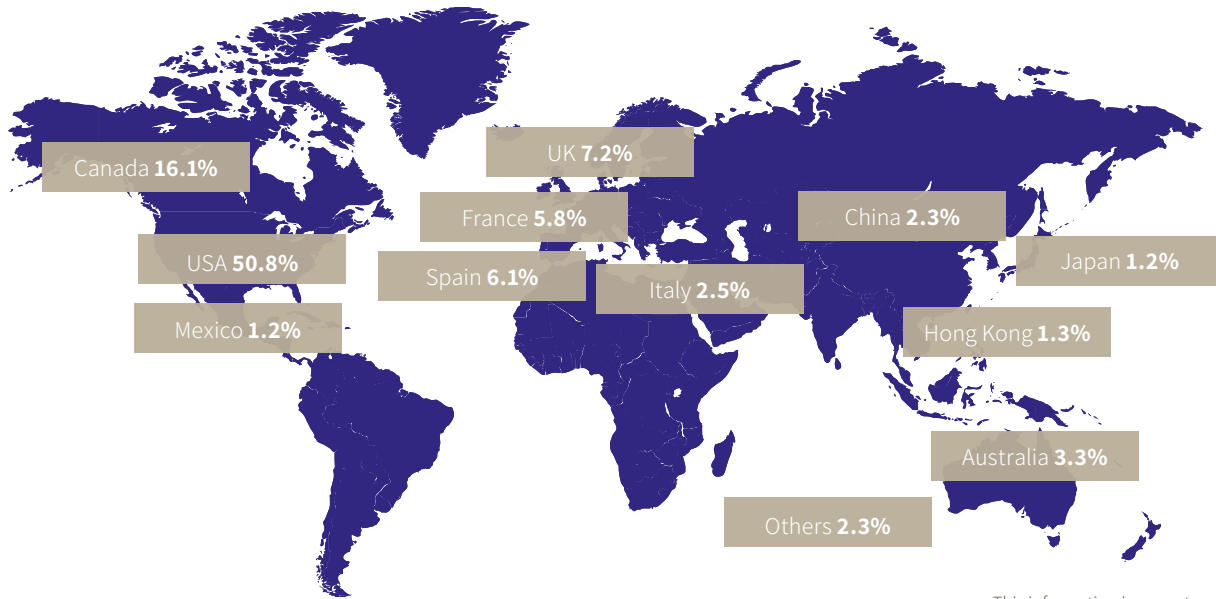 Canada 16.1%
UK 7.2%
France 5.8%
China 2.3%
USA 50.8%
Japan 1.2%
Spain 6.1%
Italy 2.5%
Mexico 1.2%
Hong Kong 1.3%
Australia 3.3%
Others 2.3%